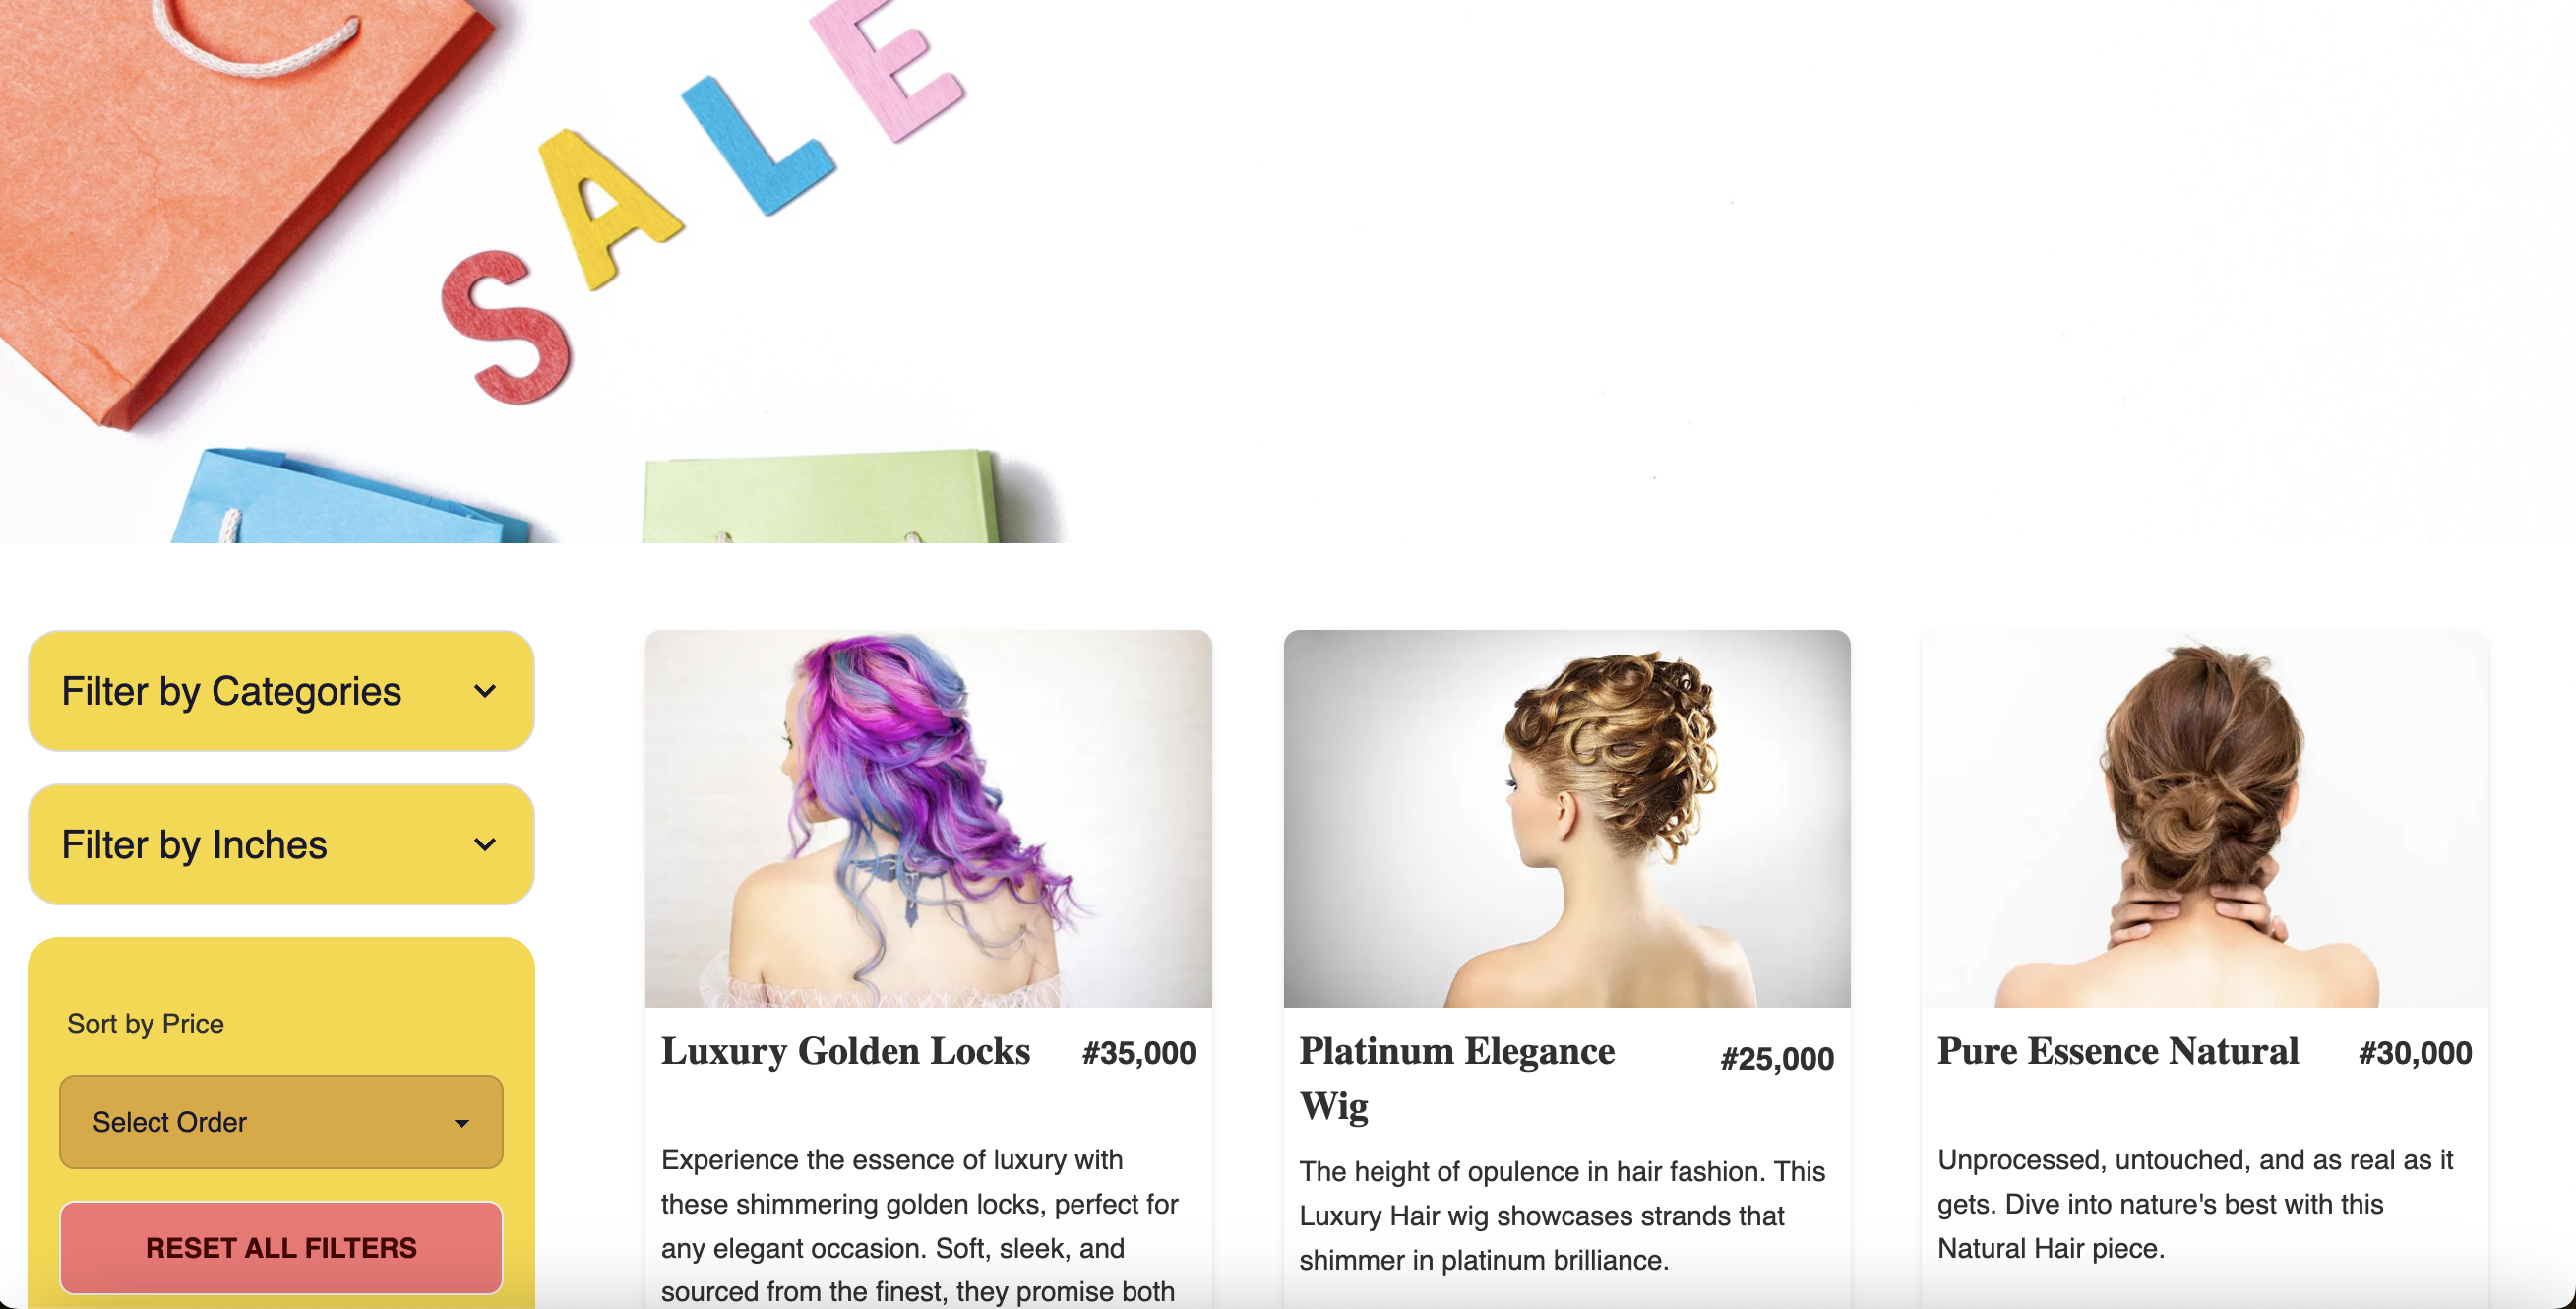 SALE
Filter by Categories
Filter by Inches
Sort by Price
Select Order
RESET ALL FILTERS
Luxury Golden Locks #35,000
Experience the essence of luxury with
these shimmering golden locks, perfect for
any elegant occasion. Soft, sleek, and
sourced from the finest, they promise both
Platinum Elegance #25,000
Wig
The height of opulence in hair fashion. This
Luxury Hair wig showcases strands that
shimmer in platinum brilliance.
Pure Essence Natural #30,000
Unprocessed, untouched, and as real as it
gets. Dive into nature's best with this
Natural Hair piece.